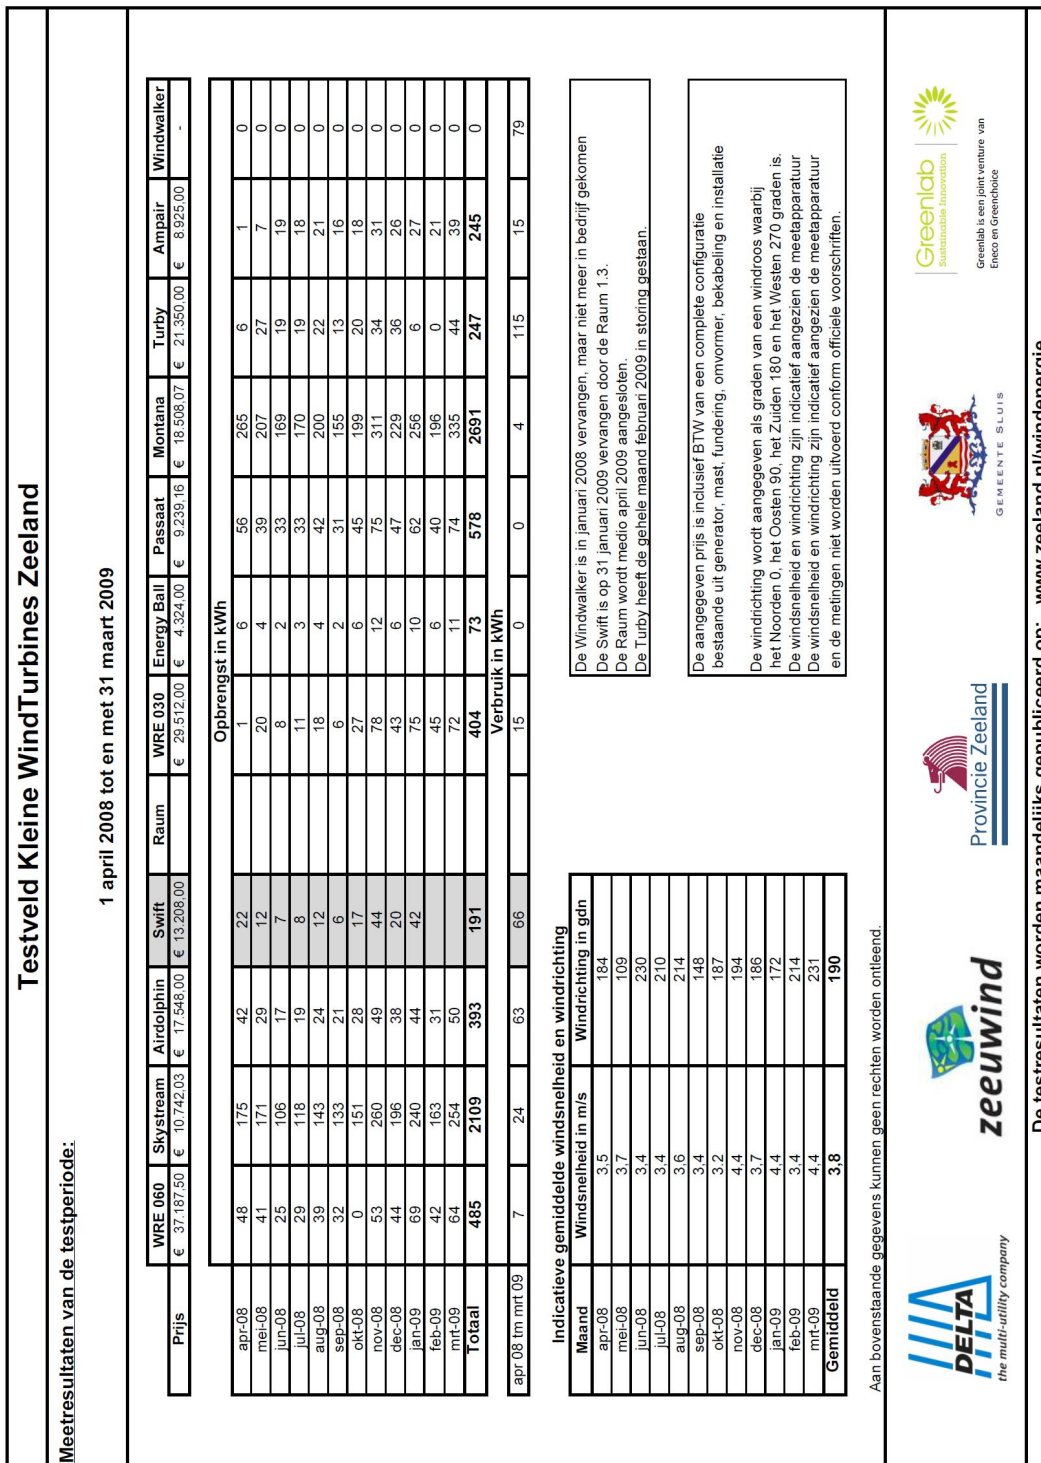 Testveld Kleine WindTurbines Zeeland
Meetresultaten van de testperiode:
1 april 2008 tot en met 31 maart 2009
WRE 060 Skystream Airdolphin Swift Raum WRE 030 Energy Ball Passaat Montana Turby Ampair Windwalker
Prijs € 37.187,50 € 10.742,03 € 17.548,00 € 13.208,00 € 29.512,00 € 4.324,00 € 9.239,16 € 18.508,07 € 21.350,00 € 8.925,00 -
Opbrengst in kWh
apr-08 48 175 42 22 1 6 56 265 6 1 0
mei-08 41 171 29 12 20 4 39 207 27 7 0
jun-08 25 106 17 7 8 2 33 169 19 19 0
jul-08 29 118 19 8 11 3 33 170 19 18 0
aug-08 39 143 24 12 18 4 42 200 22 21 0
sep-08 32 133 21 6 6 2 31 155 13 16 0
okt-08 0 151 28 17 27 6 45 199 20 18 0
nov-08 53 260 49 44 78 12 75 311 34 31 0
dec-08 44 196 38 20 43 6 47 229 36 26 0
jan-09 69 240 44 42 75 10 62 256 6 27 0
feb-09 42 163 31 45 6 40 196 0 21 0
mrt-09 64 254 50 72 11 74 335 44 39 0
Totaal 485 2109 393 191 404 73 578 2691 247 245 0
Verbruik in kWh
apr 08 tm mrt 09 7 24 63 66 15 0 0 4 115 15 79
Indicatieve gemiddelde windsnelheid en windrichting
Maand Windsnelheid in m/s Windrichting in gdn
apr-08 3,5 184
mei-08 3,7 109
jun-08 3,4 230
jul-08 3,4 210
aug-08 3,6 214
sep-08 3,4 148
okt-08 3.2 187
nov-08 4,4 194
dec-08 3,7 186
jan-09 4,4 172
feb-09 3,4 214
mrt-09 4,4 231
Gemiddeld 3,8 190
De Windwalker is in januari 2008 vervangen, maar niet meer in bedrijf gekomen
De Swift is op 31 januari 2009 vervangen door de Raum 1.3.
De Raum wordt medio april 2009 aangesloten.
De Turby heeft de gehele maand februari 2009 in storing gestaan.
De aangegeven prijs is inclusief BTW van een complete configuratie
bestaande uit generator, mast, fundering, omvormer, bekabeling en installatie
De windrichting wordt aangegeven als graden van een windroos waarbij
het Noorden 0, het Oosten 90, het Zuiden 180 en het Westen 270 graden is.
De windsnelheid en windrichting zijn indicatief aangezien de meetapparatuur
De windsnelheid en windrichting zijn indicatief aangezien de meetapparatuur
en de metingen niet worden uitvoerd conform officiele voorschriften.
Aan bovenstaande gegevens kunnen geen rechten worden ontleend.
DELTA
the multi-utility company
zeeuwind
Provincie Zeeland
GEMEENTE SLUIS
Greenlab
Sustainable Innovation
Greenlab is een joint venture van
Eneco en Greenchoice
De testresultaten worden maandelijks gepubliceerd op: www.zeeland.nl/windenergie